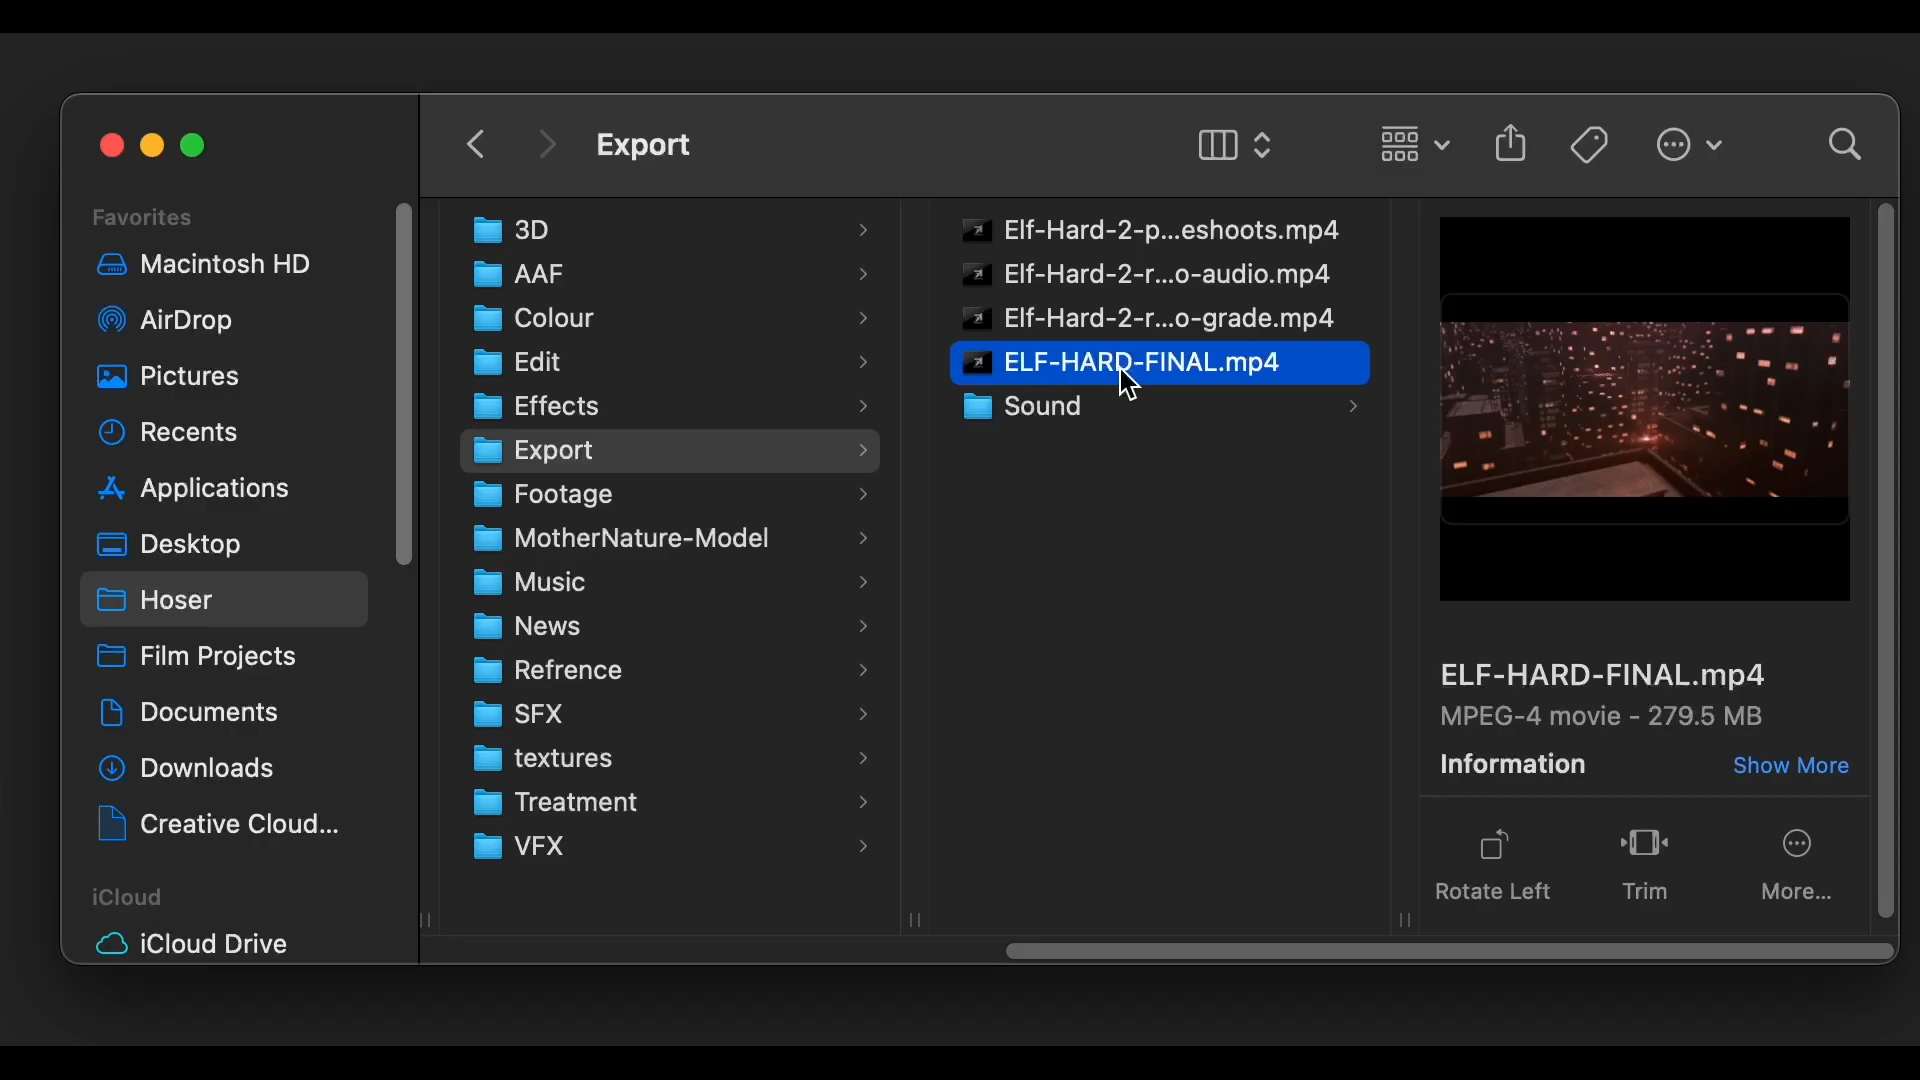 Export
Favorites
Macintosh HD
AirDrop
Pictures
Recents
Applications
Desktop
Hoser
Film Projects
Documents
Downloads
Creative Cloud...
iCloud
iCloud Drive
3D
AAF
Colour
Edit
Effects
Export
Footage
MotherNature-Model
Music
News
Refrence
SFX
textures
Treatment
VFX
Elf-Hard-2-p...eshoots.mp4
Elf-Hard-2-r...o-audio.mp4
Elf-Hard-2-r...o-grade.mp4
ELF-HARD-FINAL.mp4
Sound
ELF-HARD-FINAL.mp4
MPEG-4 movie - 279.5 MB
Information Show More
Rotate Left Trim More...